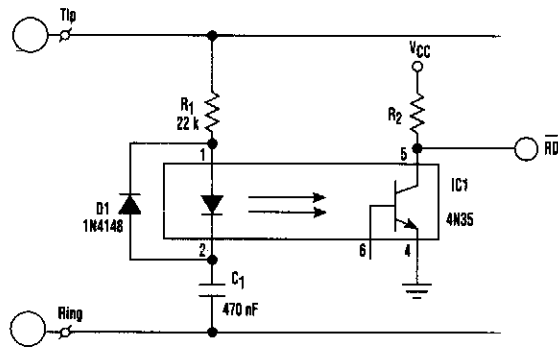 Tip
VCC
R1
22 k
R2
1
5
RD
IC1
D1
1N4148
4N35
2
6
4
C1
470 nF
Ring